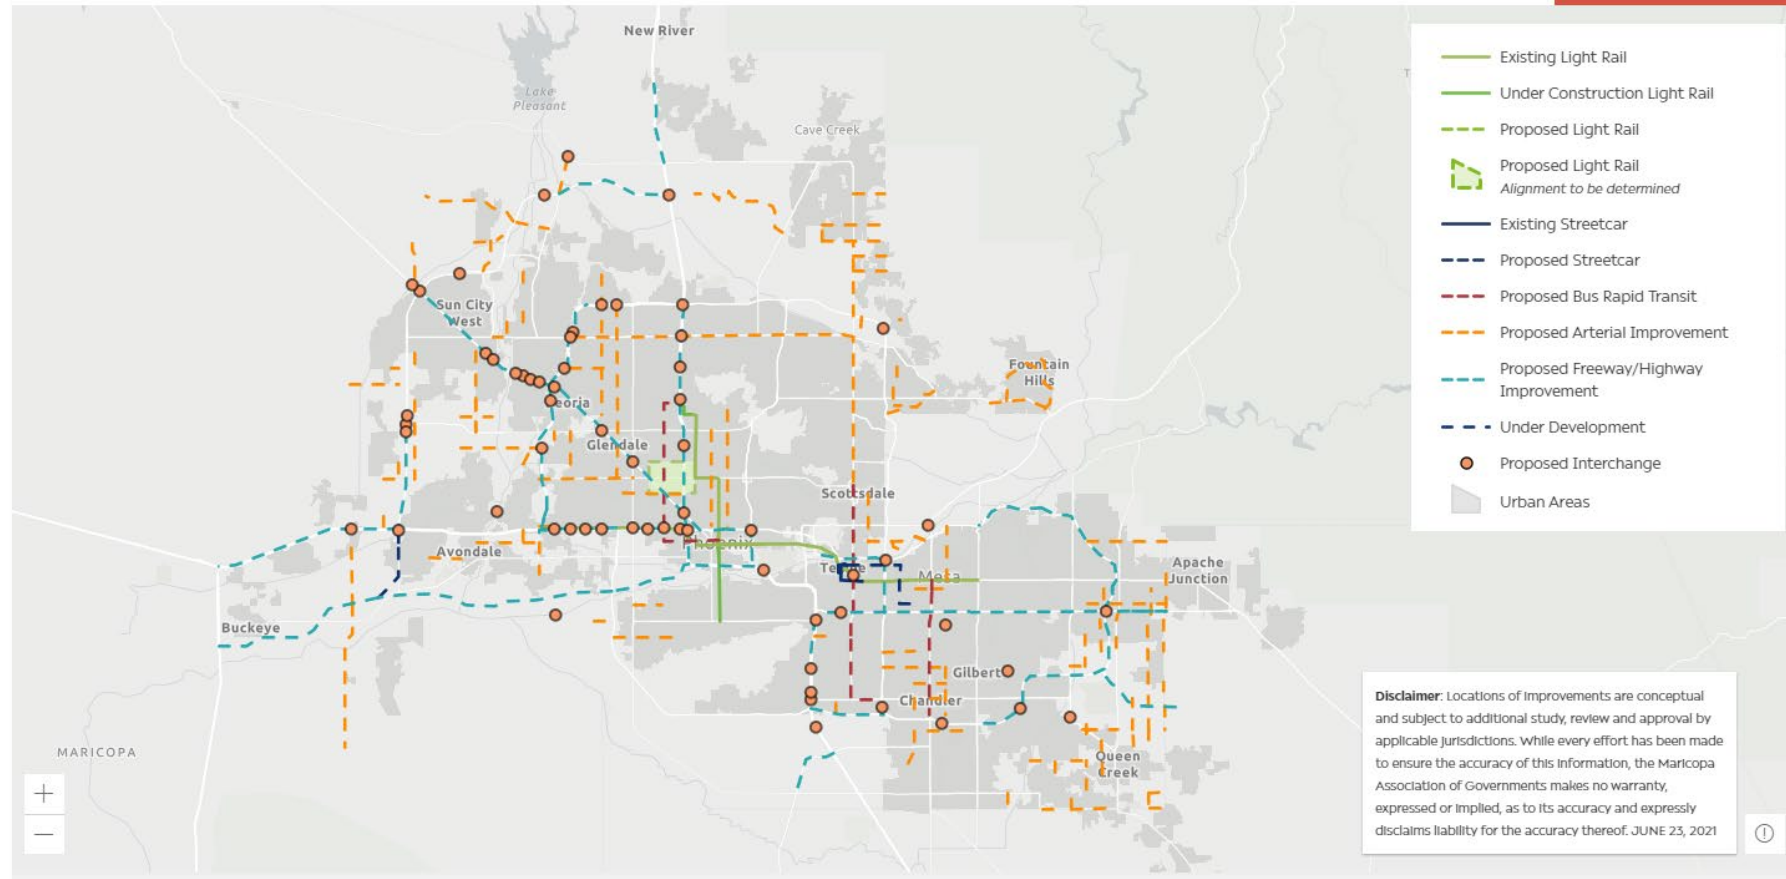 New River
Lake
Pleasant
Cave Creek
Sun City
West
Fountain
Hills
Peoria
Glendale
Scottsdale
Phoenix
Avondale
Tempe
Mesa
Apache
Junction
Buckeye
Gilbert
Chandler
MARICOPA
Queen
Creek
+
−
Existing Light Rail
Under Construction Light Rail
Proposed Light Rail
Proposed Light Rail
Alignment to be determined
Existing Streetcar
Proposed Streetcar
Proposed Bus Rapid Transit
Proposed Arterial Improvement
Proposed Freeway/Highway
Improvement
Under Development
Proposed Interchange
Urban Areas
Disclaimer: Locations of improvements are conceptual
and subject to additional study, review and approval by
applicable jurisdictions. While every effort has been made
to ensure the accuracy of this information, the Maricopa
Association of Governments makes no warranty,
expressed or implied, as to its accuracy and expressly
disclaims liability for the accuracy thereof. JUNE 23, 2021